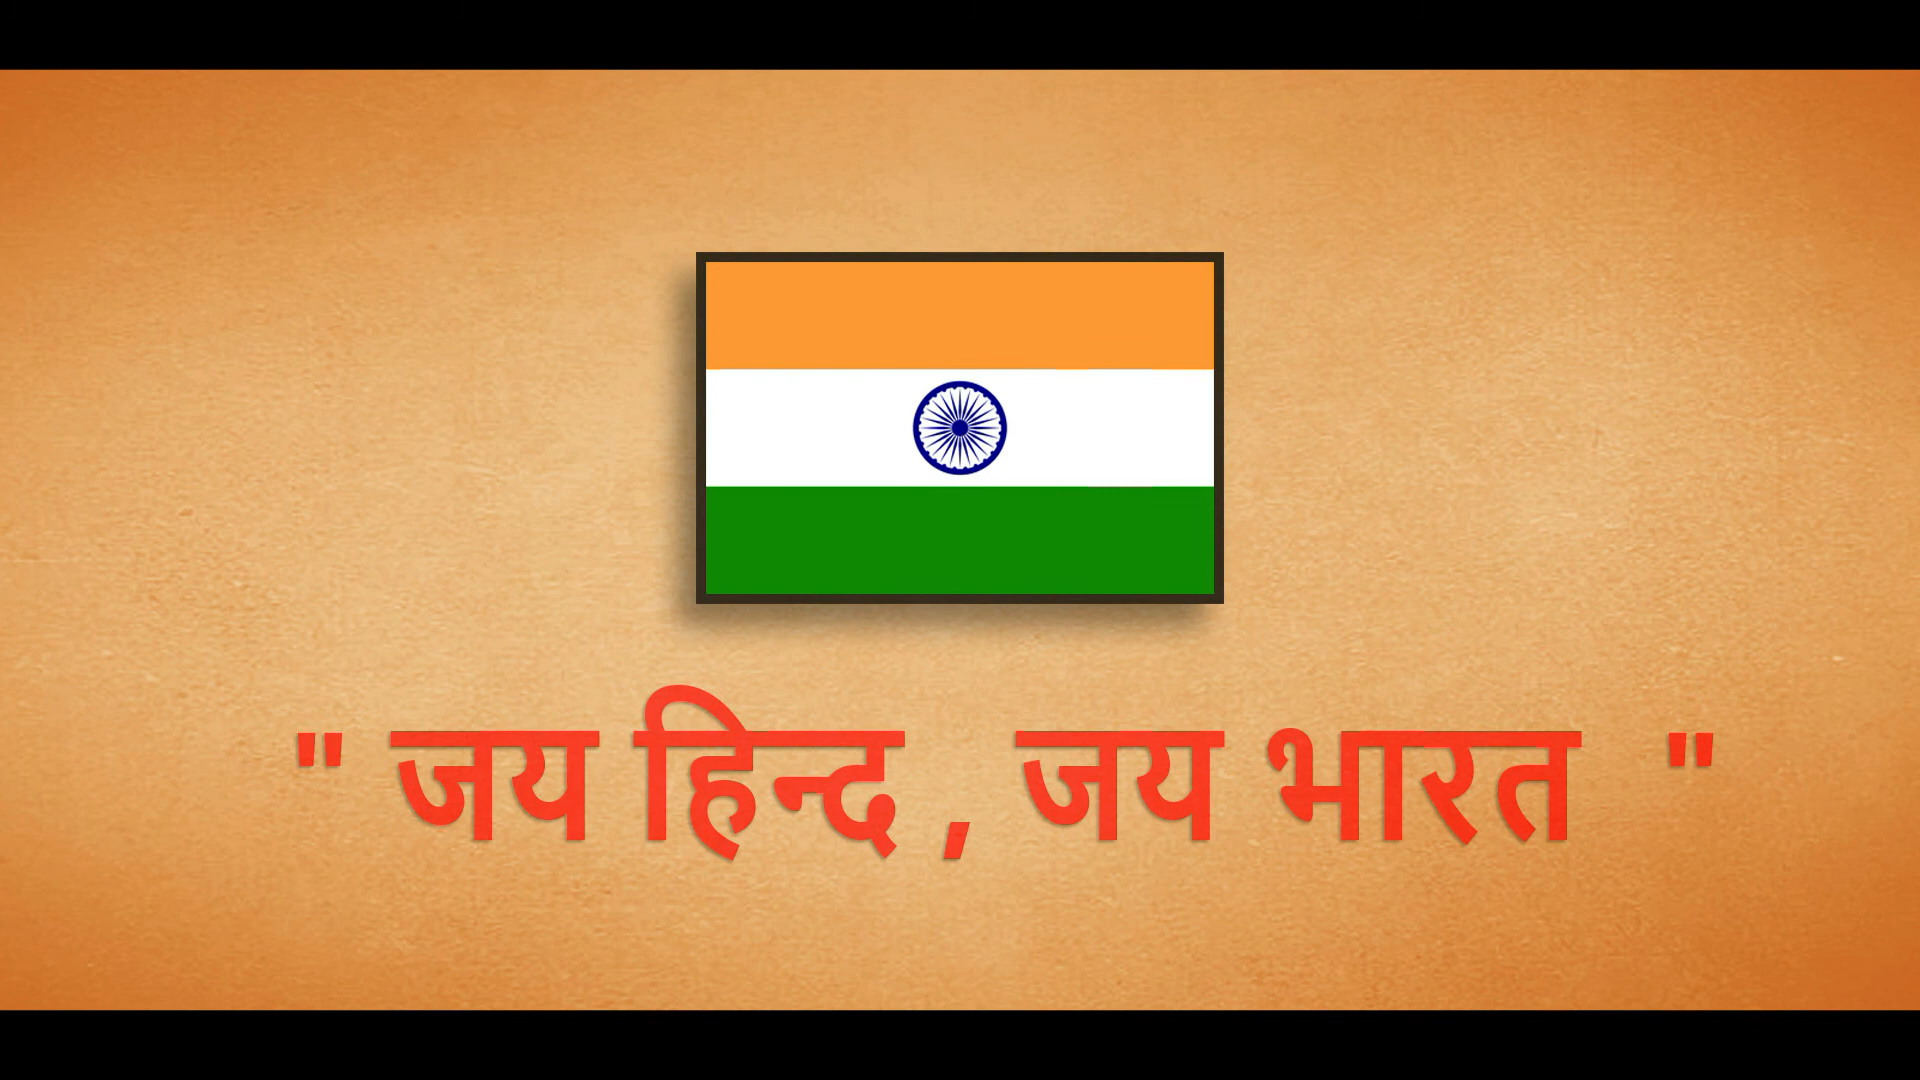 " जय हिन्द , जय भारत "